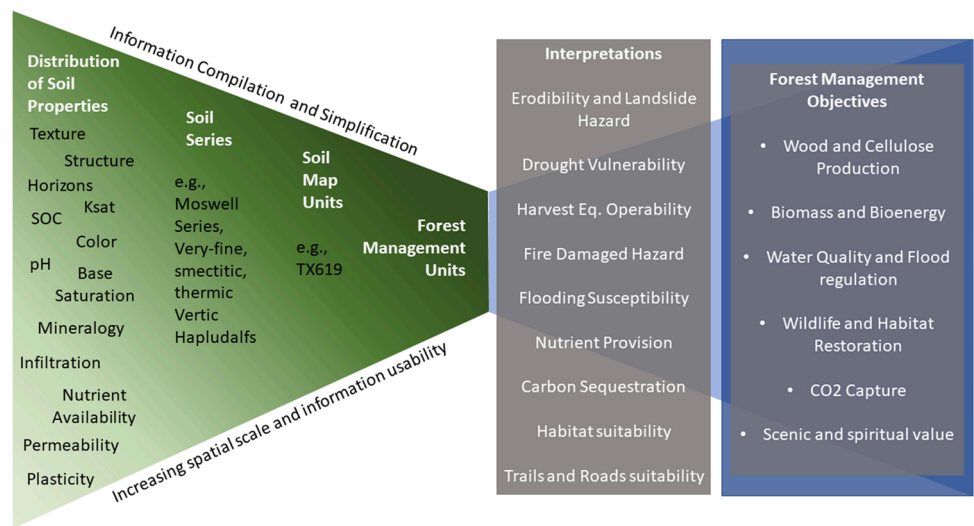 Information Compilation and Simplification
Distribution
of Soil
Properties
Texture
Structure
Horizons
Ksat
SOC
Color
pH
Base
Saturation
Mineralogy
Infiltration
Nutrient
Availability
Permeability
Plasticity
Soil
Series
e.g.,
Moswell
Series,
Very-fine,
smectitic,
thermic
Vertic
Hapludalfs
Soil
Map
Units
e.g.,
TX619
Forest
Management
Units
Increasing spatial scale and information usability
Interpretations
Erodibility and Landslide
Hazard
Drought Vulnerability
Harvest Eq. Operability
Fire Damaged Hazard
Flooding Susceptibility
Nutrient Provision
Carbon Sequestration
Habitat suitability
Trails and Roads suitability
Forest Management
Objectives
• Wood and Cellulose
Production
• Biomass and Bioenergy
• Water Quality and Flood
regulation
• Wildlife and Habitat
Restoration
• CO2 Capture
• Scenic and spiritual value